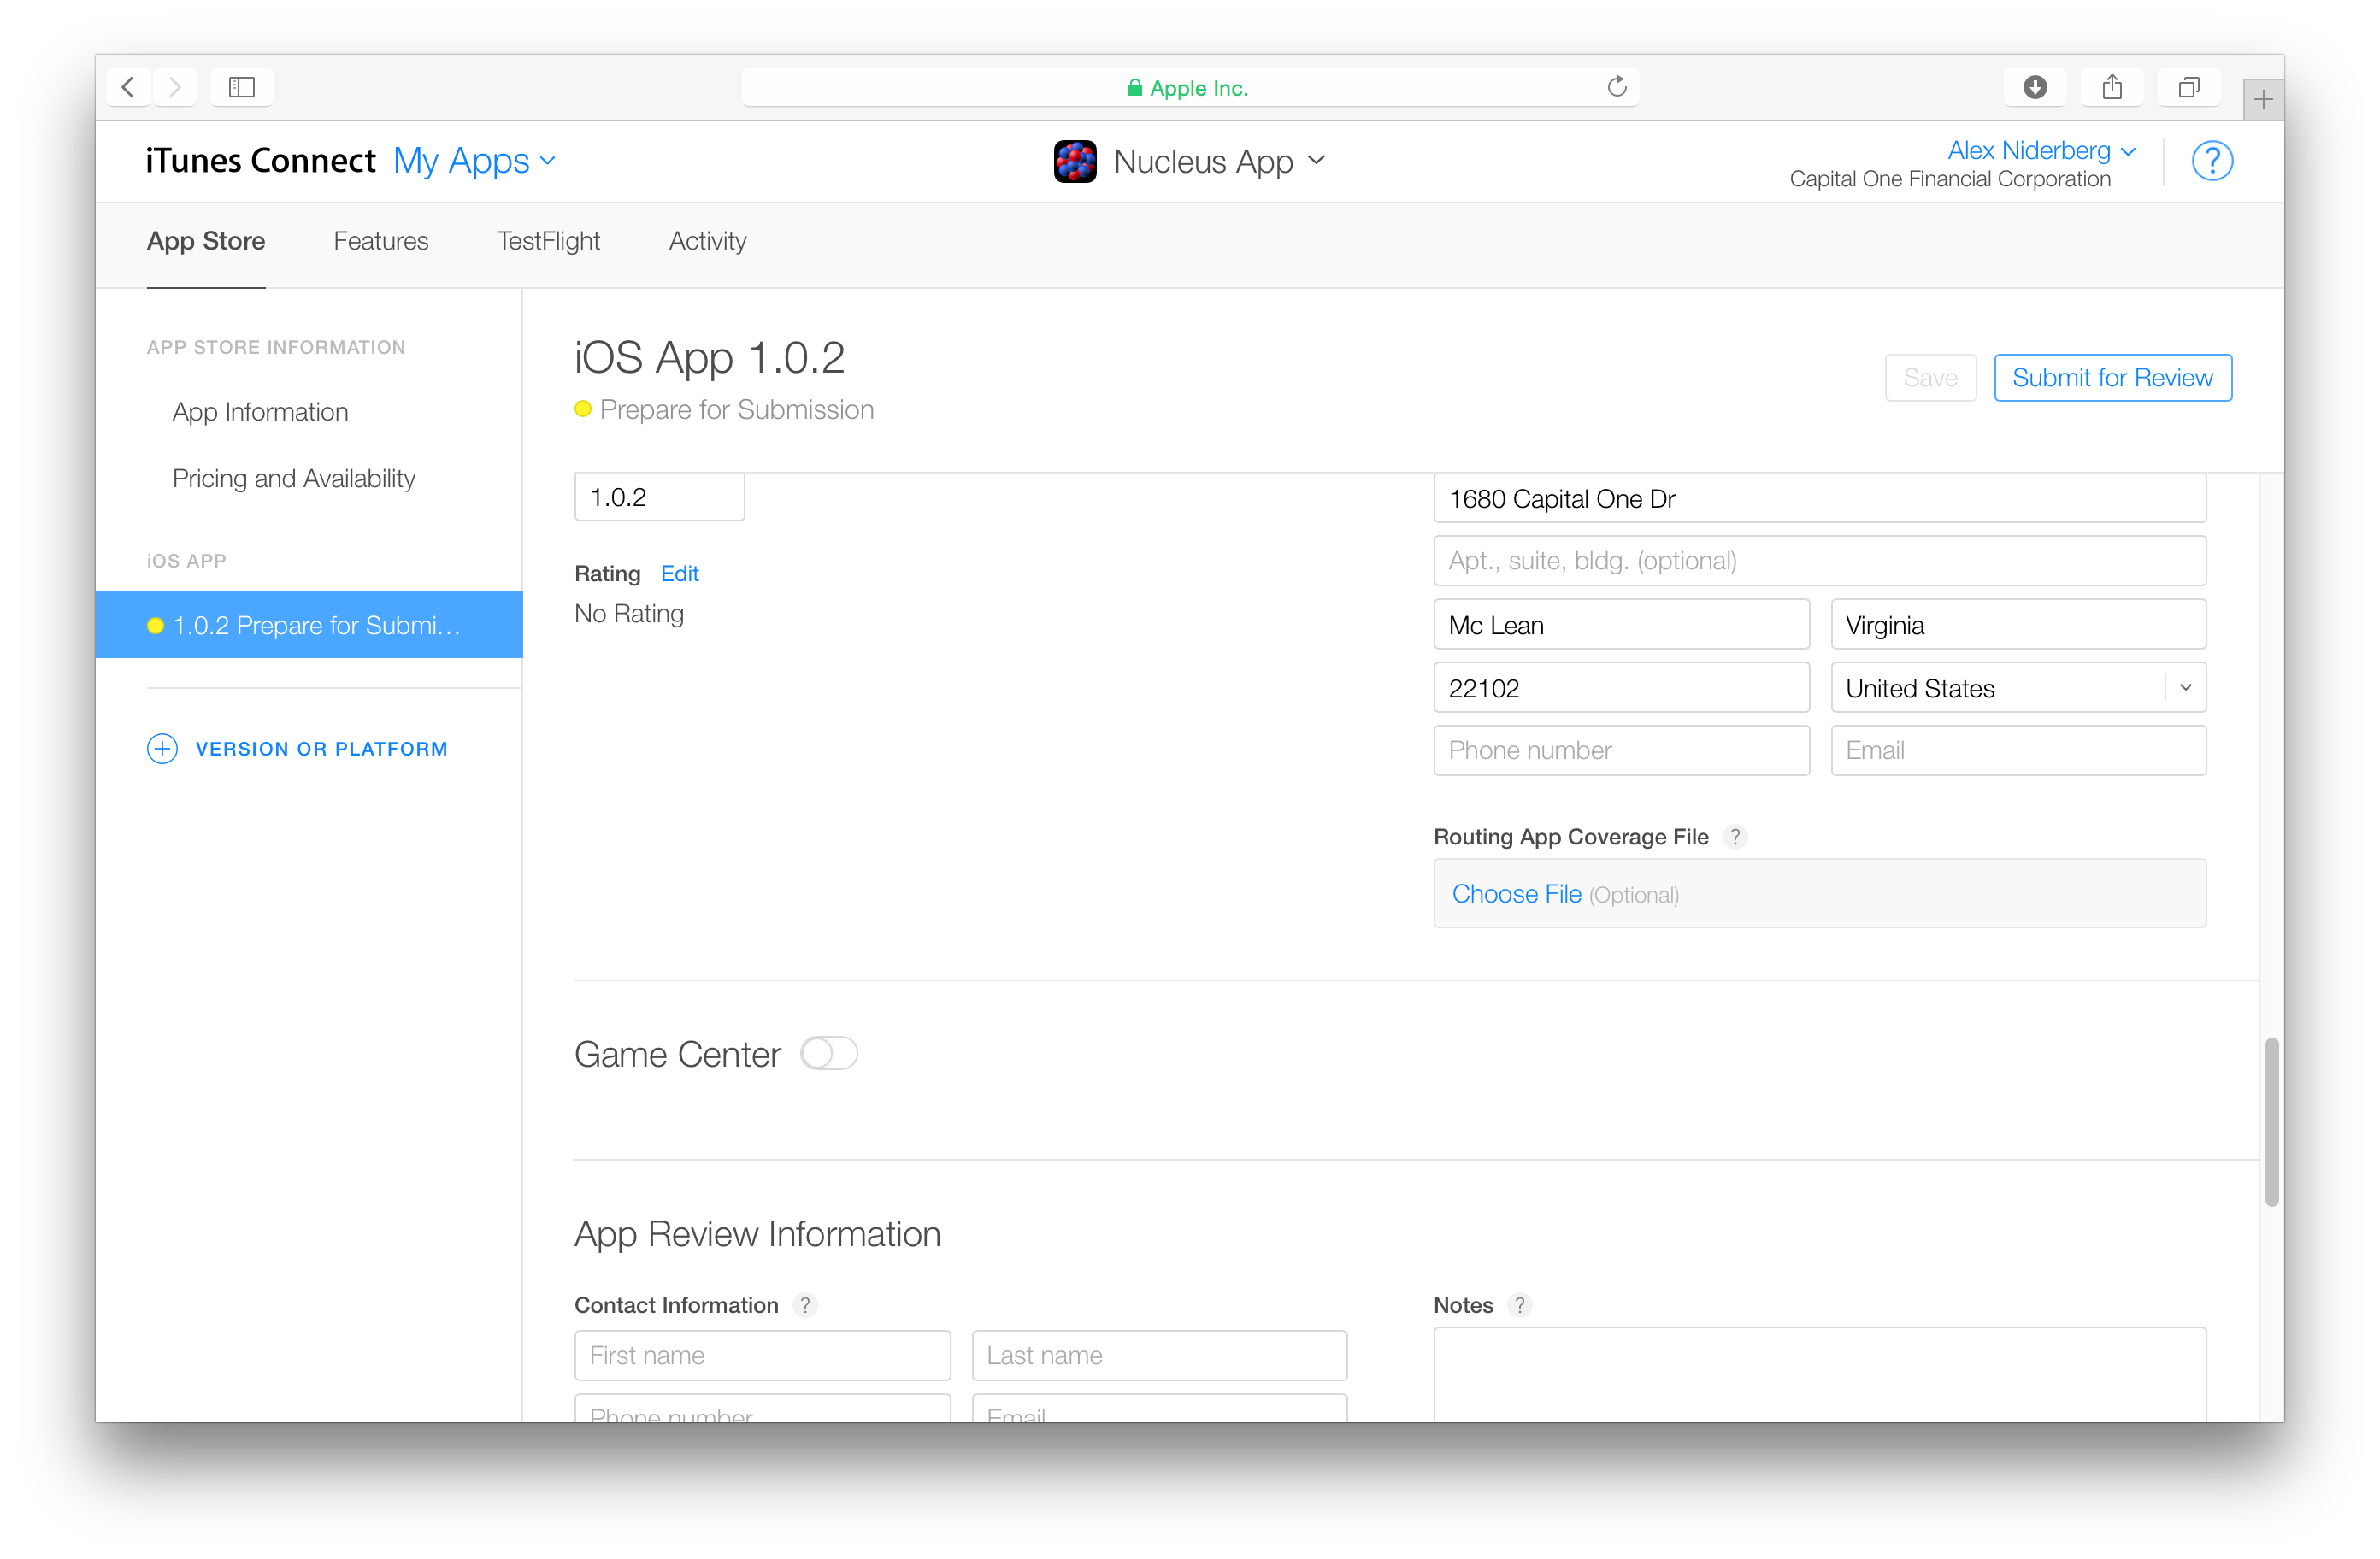 Apple Inc.
iTunes Connect My Apps
Nucleus App
Alex Niderberg
Capital One Financial Corporation
?
App Store Features TestFlight Activity
APP STORE INFORMATION
App Information
Pricing and Availability
iOS APP
1.0.2 Prepare for Submi...
VERSION OR PLATFORM
iOS App 1.0.2
Prepare for Submission
Save Submit for Review
1.0.2
Rating Edit
No Rating
1680 Capital One Dr
Apt., suite, bldg. (optional)
Mc Lean Virginia
22102 United States
Phone number Email
Routing App Coverage File ?
Choose File (Optional)
Game Center
App Review Information
Contact Information ?
First name Last name
Phone number Email
Notes ?